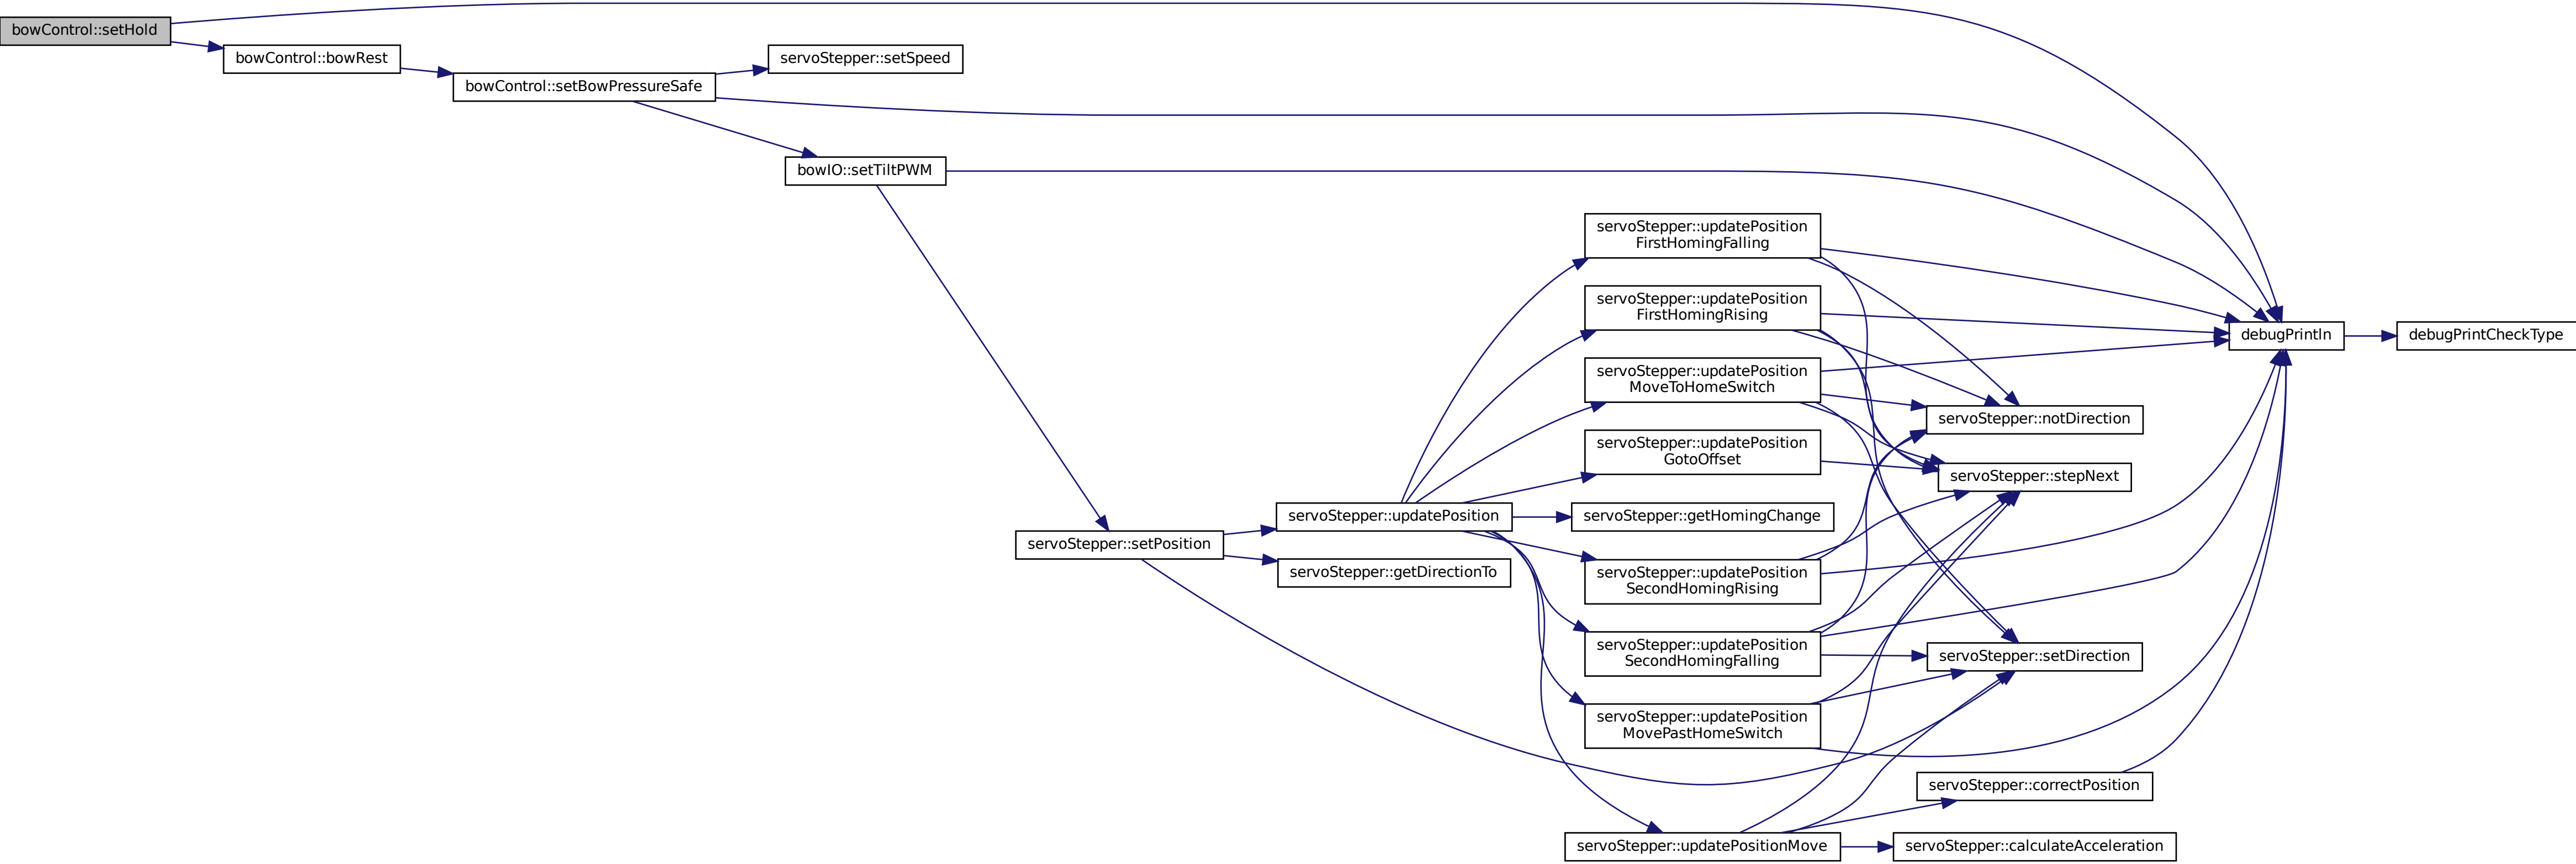 bowControl::setHold
bowControl::bowRest
servoStepper::setSpeed
bowControl::setBowPressureSafe
bowIO::setTiltPWM
servoStepper::updatePosition
FirstHomingFalling
servoStepper::updatePosition
FirstHomingRising
debugPrintln
debugPrintCheckType
servoStepper::updatePosition
MoveToHomeSwitch
servoStepper::notDirection
servoStepper::updatePosition
GotoOffset
servoStepper::stepNext
servoStepper::updatePosition
servoStepper::getHomingChange
servoStepper::setPosition
servoStepper::getDirectionTo
servoStepper::updatePosition
SecondHomingRising
servoStepper::updatePosition
SecondHomingFalling
servoStepper::setDirection
servoStepper::updatePosition
MovePastHomeSwitch
servoStepper::correctPosition
servoStepper::updatePositionMove
servoStepper::calculateAcceleration